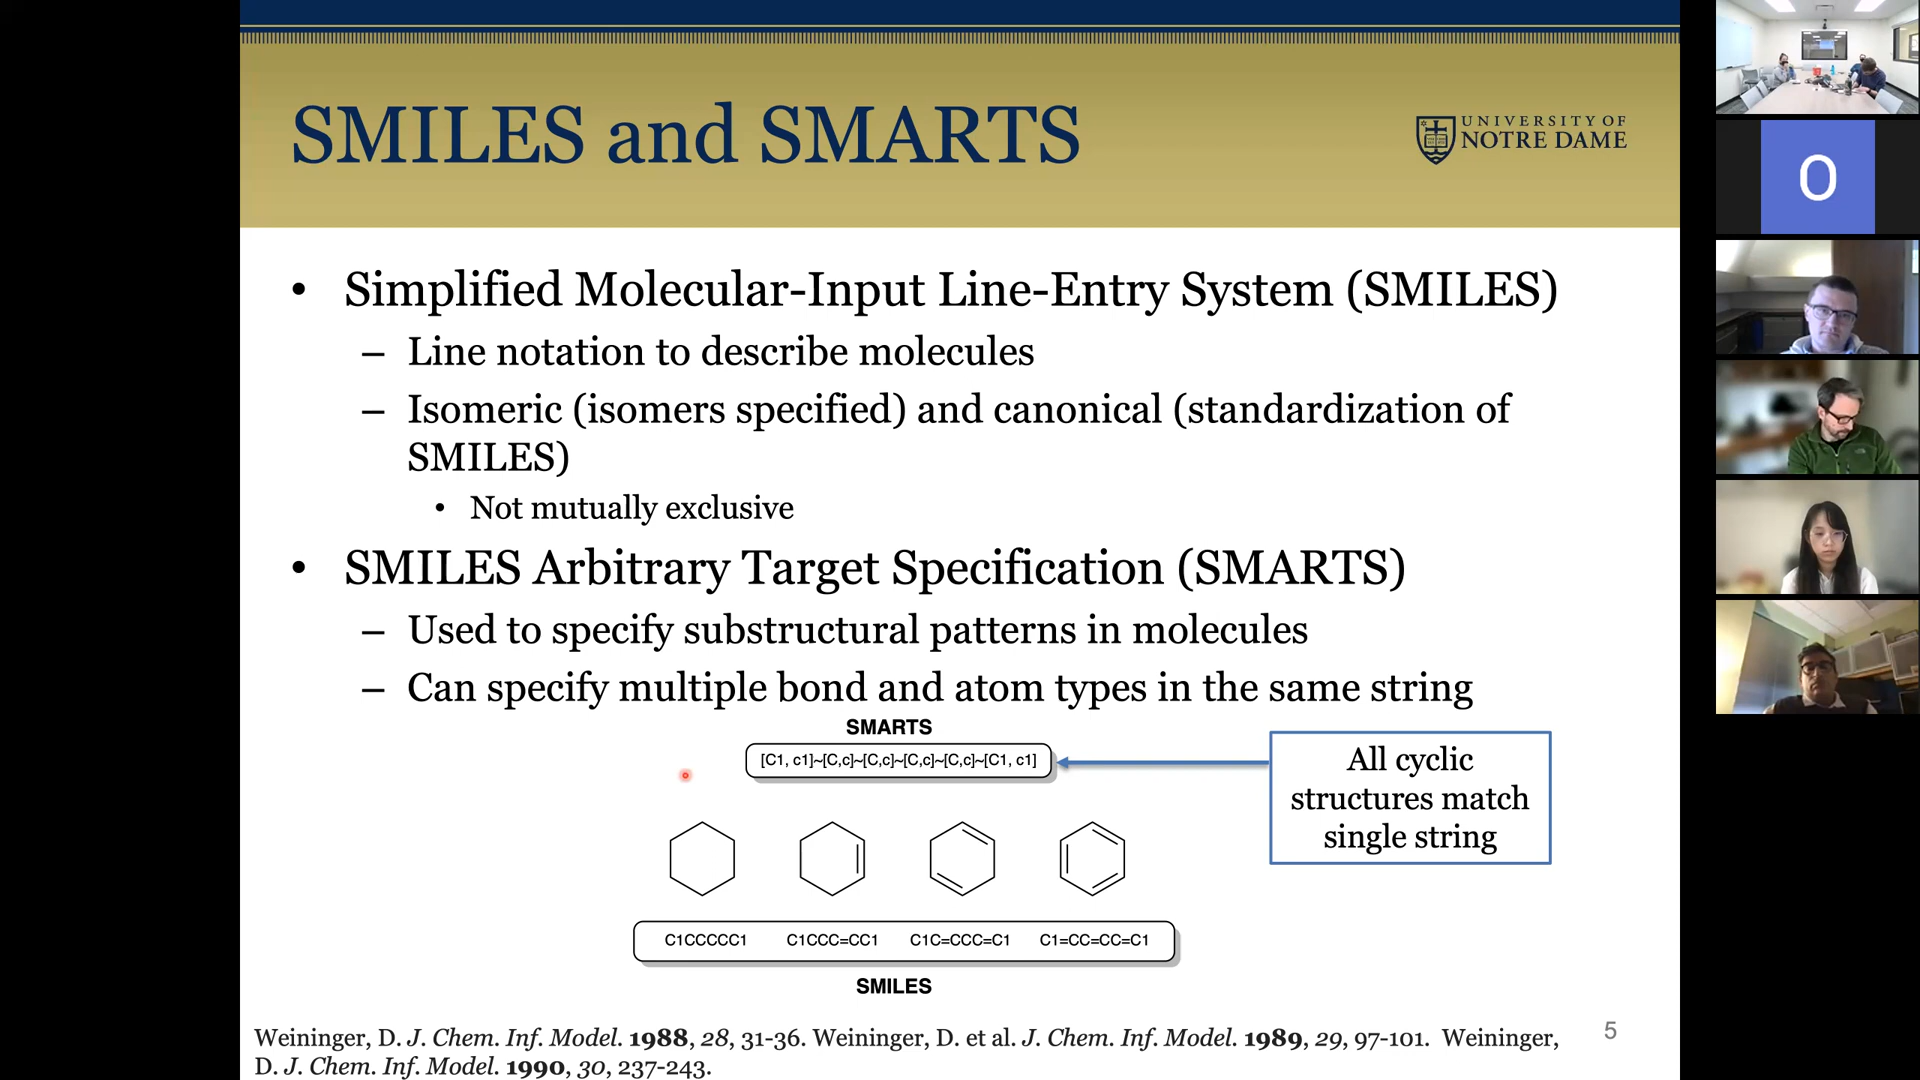 SMILES and SMARTS
UNIVERSITY OF
NOTRE DAME
O
• Simplified Molecular-Input Line-Entry System (SMILES)
– Line notation to describe molecules
– Isomeric (isomers specified) and canonical (standardization of
SMILES)
• Not mutually exclusive
• SMILES Arbitrary Target Specification (SMARTS)
– Used to specify substructural patterns in molecules
– Can specify multiple bond and atom types in the same string
SMARTS
[C1, c1]~[C,c]~[C,c]~[C,c]~[C,c]~[C1, c1]
All cyclic
structures match
single string
C1CCCCC1 C1CCC=CC1 C1C=CCC=C1 C1=CC=CC=C1
SMILES
Weininger, D. J. Chem. Inf. Model. 1988, 28, 31-36. Weininger, D. et al. J. Chem. Inf. Model. 1989, 29, 97-101. Weininger,
D. J. Chem. Inf. Model. 1990, 30, 237-243.
5